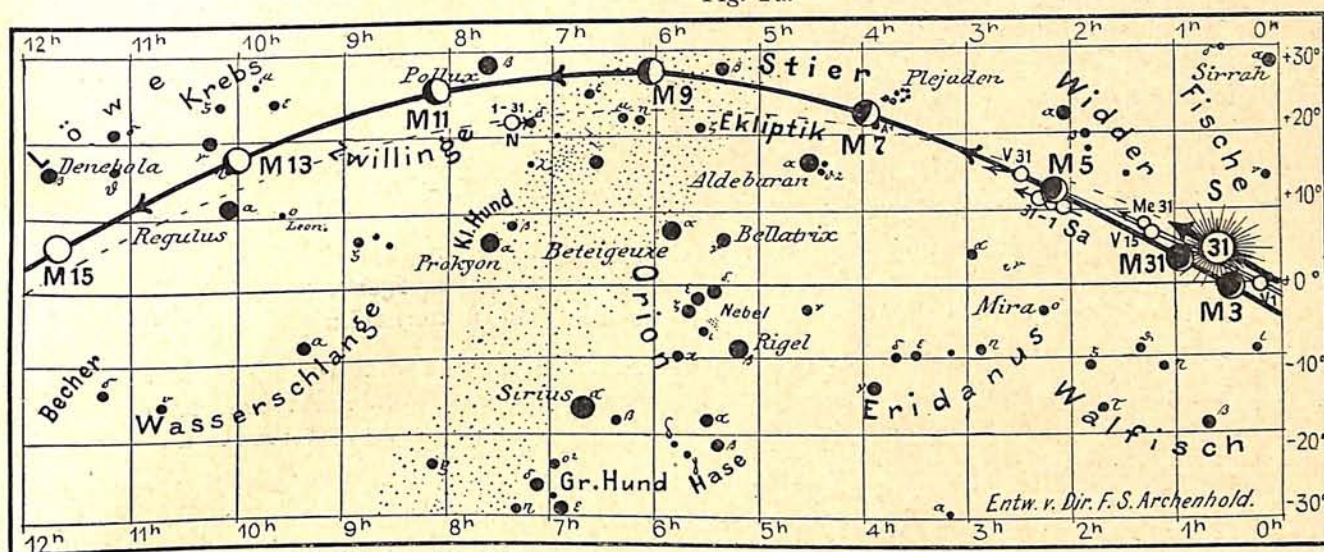 12h 11h 10h 9h 8h 7h 6h 5h 4h 3h 2h 1h 0h
+30°
Stier
Plejaden
Sirrah
Krebs
Pollux
M9
Widder
Fische
M11
1-31
N
Ekliptik
M7
+20°
Löwe
Denebola
M13
Zwillinge
Aldebaran
V31
M5
S
+10°
31-1 Sa
Me 31
V15
Regulus
Leon.
Kl. Hund
Prokyon
Beteigeuze
Bellatrix
M31
31
V1
M15
Orion
Nebel
Mira
M3
0°
Rigel
-10°
Becher
Wasserschlange
Sirius
Eridanus
Walfisch
-20°
Gr. Hund
Hase
Entw. v. Dir. F. S. Archenhold.
-30°
12h 11h 10h 9h 8h 7h 6h 5h 4h 3h 2h 1h 0h